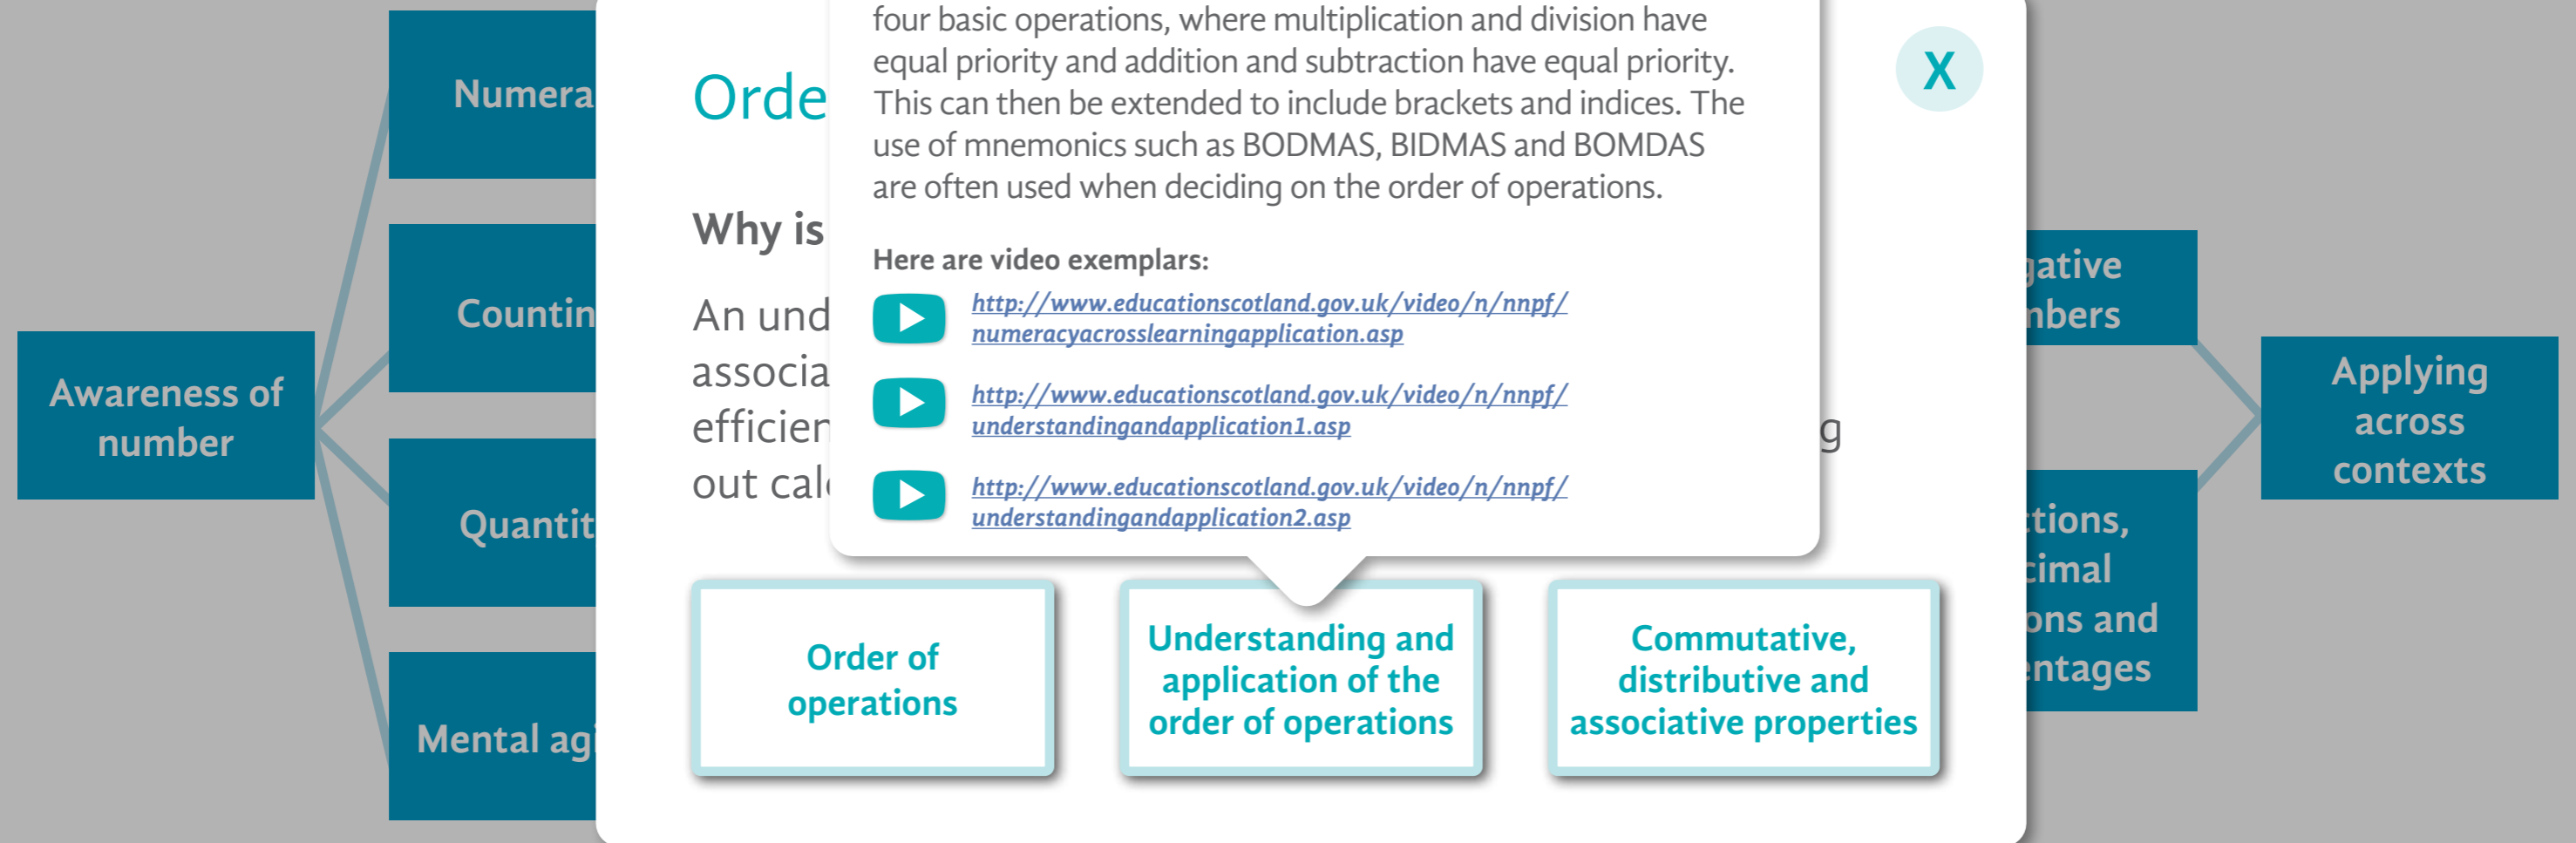 Awareness of
number
Numera
Countin
Quantit
Mental agi
Orde
Why is
An und
associa
efficien
out calc
g
four basic operations, where multiplication and division have
equal priority and addition and subtraction have equal priority.
This can then be extended to include brackets and indices. The
use of mnemonics such as BODMAS, BIDMAS and BOMDAS
are often used when deciding on the order of operations.
Here are video exemplars:
http://www.educationscotland.gov.uk/video/n/nnpf/
numeracyacrosslearningapplication.asp
http://www.educationscotland.gov.uk/video/n/nnpf/
understandingandapplication1.asp
http://www.educationscotland.gov.uk/video/n/nnpf/
understandingandapplication2.asp
X
Order of
operations
Understanding and
application of the
order of operations
Commutative,
distributive and
associative properties
gative
mbers
ctions,
cimal
ons and
entages
Applying
across
contexts